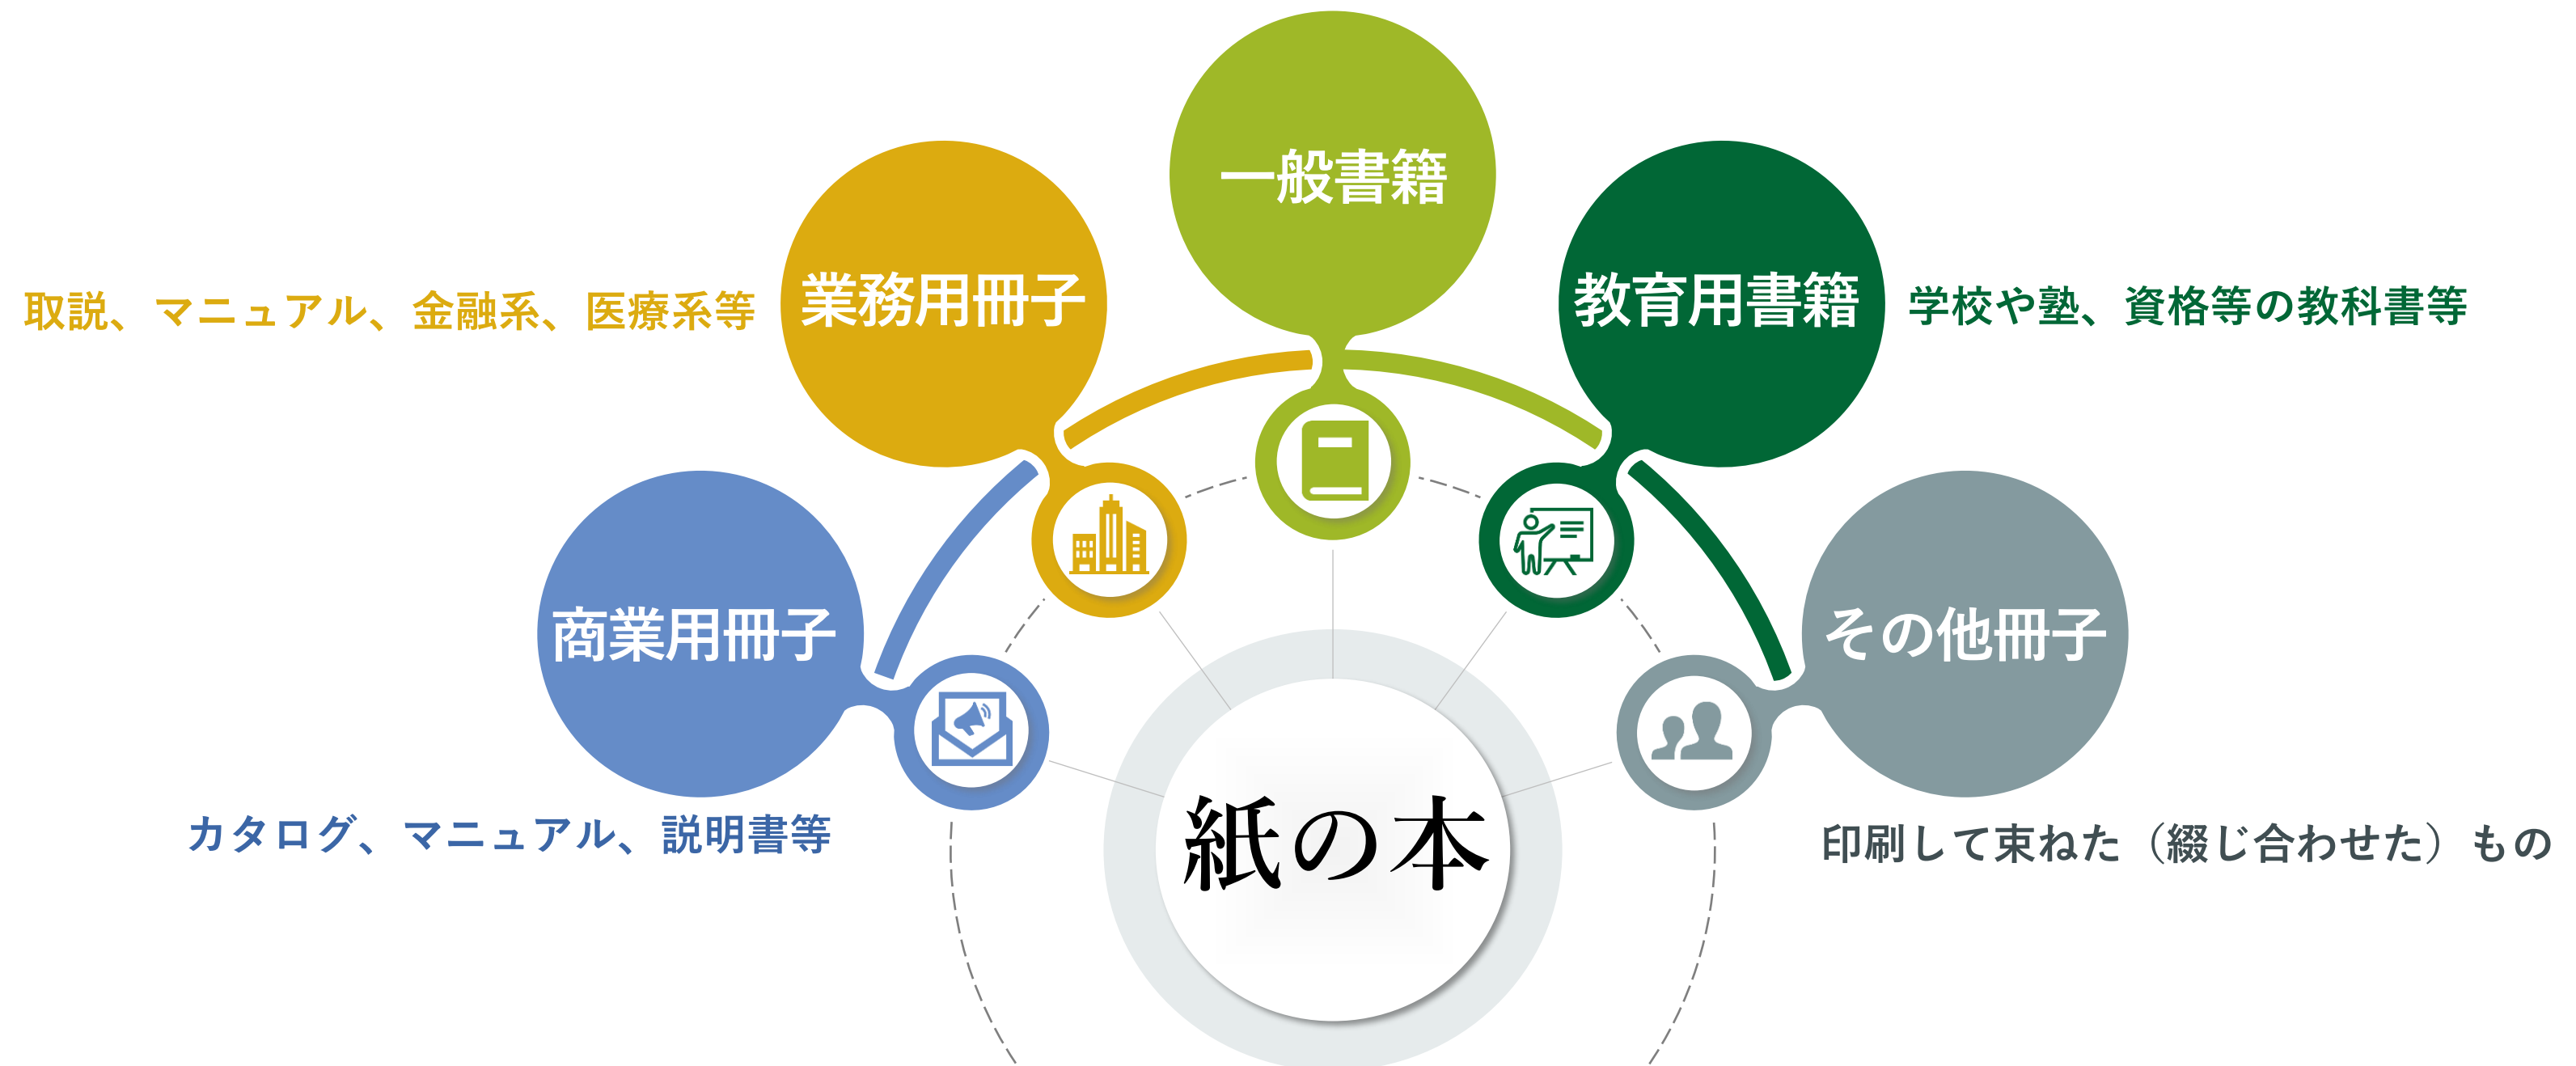 一般書籍
業務用冊子
取説、マニュアル、金融系、医療系等
教育用書籍
学校や塾、資格等の教科書等
商業用冊子
カタログ、マニュアル、説明書等
その他冊子
印刷して束ねた（綴じ合わせた）もの
紙の本